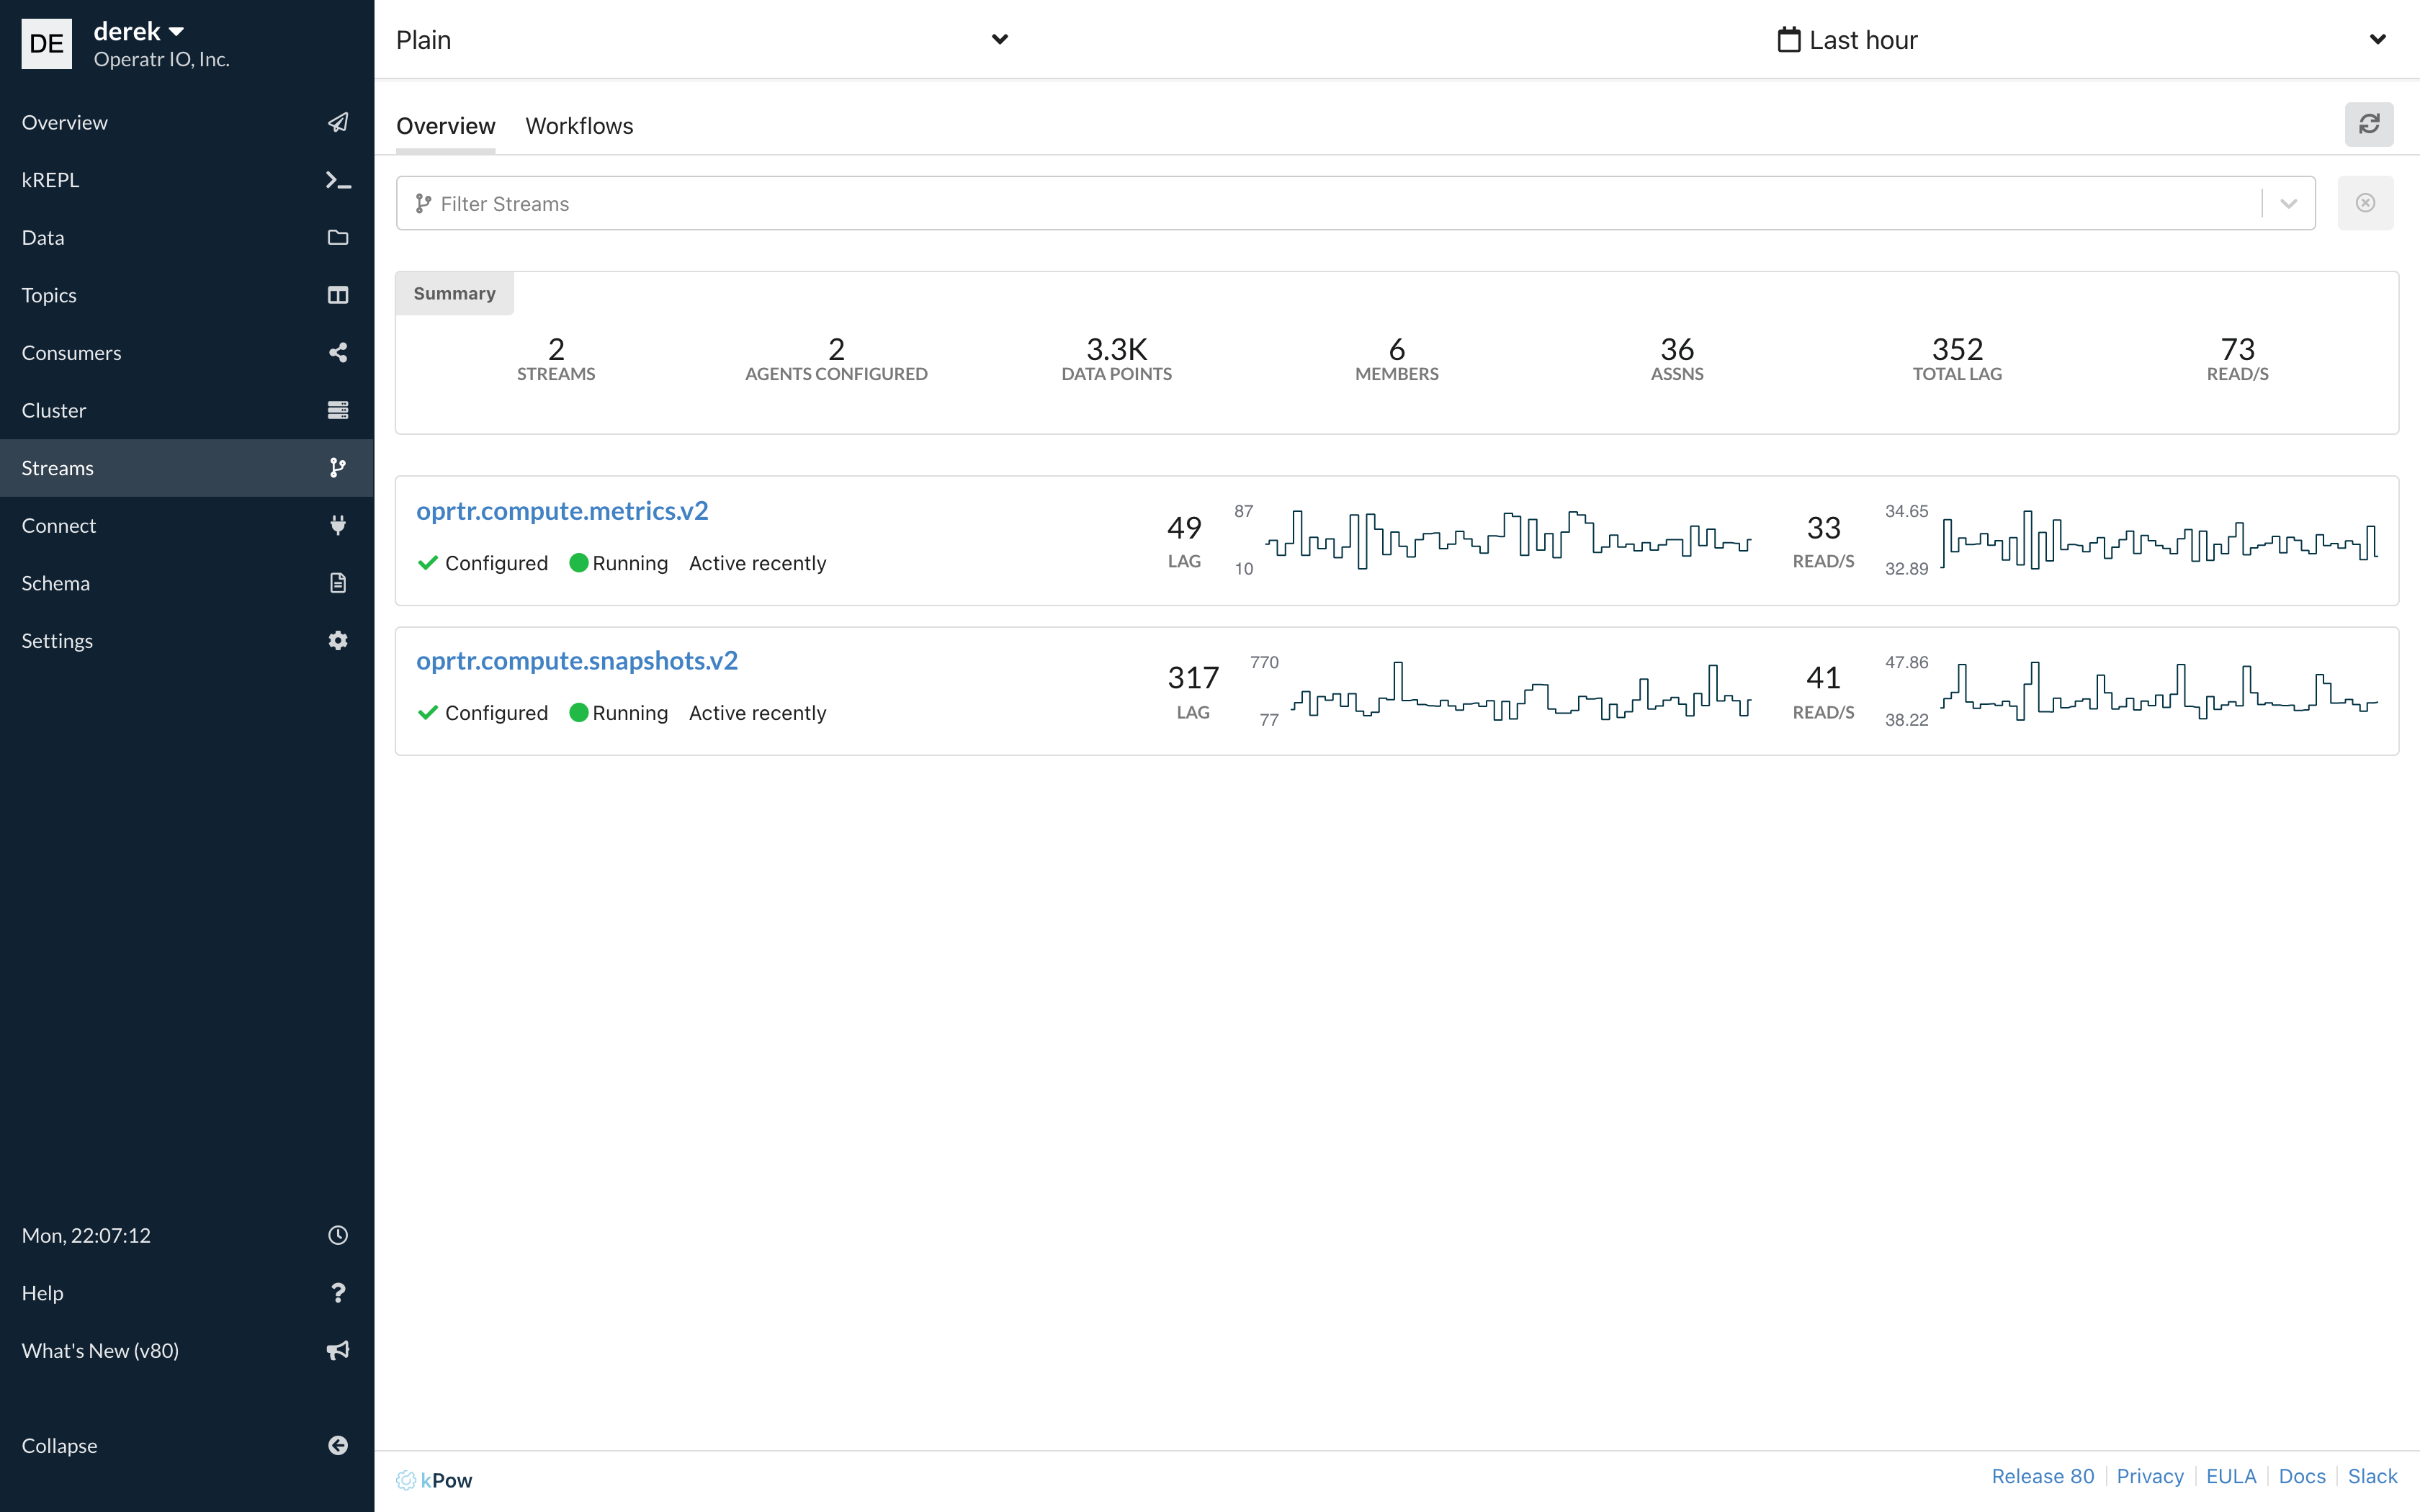 DE
derek
Operatr IO, Inc.
Overview
kREPL
Data
Topics
Consumers
Cluster
Streams
Connect
Schema
Settings
Mon, 22:07:12
Help
What's New (v80)
Collapse
Plain
Last hour
Overview Workflows
Filter Streams
Summary
2 2 3.3K 6 36 352 73
STREAMS AGENTS CONFIGURED DATA POINTS MEMBERS ASSNS TOTAL LAG READ/S
oprtr.compute.metrics.v2
Configured Running Active recently
49
LAG
87
10
33
READ/S
34.65
32.89
oprtr.compute.snapshots.v2
Configured Running Active recently
317
LAG
770
77
41
READ/S
47.86
38.22
kPow
Release 80 Privacy EULA Docs Slack